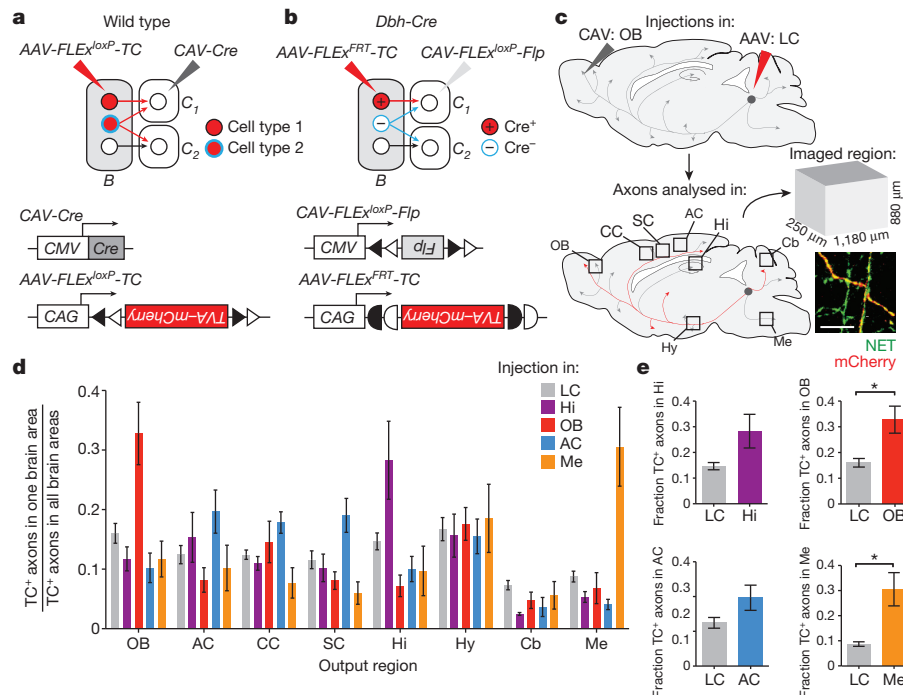 a
Wild type
AAV-FLEx^loxP-TC
CAV-Cre
C1
C2
B
Cell type 1
Cell type 2
CAV-Cre
CMV
Cre
AAV-FLEx^loxP-TC
CAG
TVA–mCherry
b
Dbh-Cre
AAV-FLEx^FRT-TC
CAV-FLEx^loxP-Flp
C1
C2
B
+
–
+ Cre+
– Cre–
CAV-FLEx^loxP-Flp
CMV
Flp
AAV-FLEx^FRT-TC
CAG
TVA–mCherry
c
Injections in:
CAV: OB
AAV: LC
Axons analysed in:
Imaged region:
880 μm
250 μm
1,180 μm
OB
CC
SC
AC
Hi
Cb
Hy
Me
NET
mCherry
d
TC+ axons in one brain area
TC+ axons in all brain areas
0.4
0.3
0.2
0.1
0
Injection in:
LC
Hi
OB
AC
Me
OB AC CC SC Hi Hy Cb Me
Output region
e
Fraction TC+ axons in Hi
0.4
0.3
0.2
0.1
0
LC Hi
Fraction TC+ axons in OB
0.4
0.3
0.2
0.1
0
*
LC OB
Fraction TC+ axons in AC
0.4
0.3
0.2
0.1
0
LC AC
Fraction TC+ axons in Me
0.4
0.3
0.2
0.1
0
*
LC Me